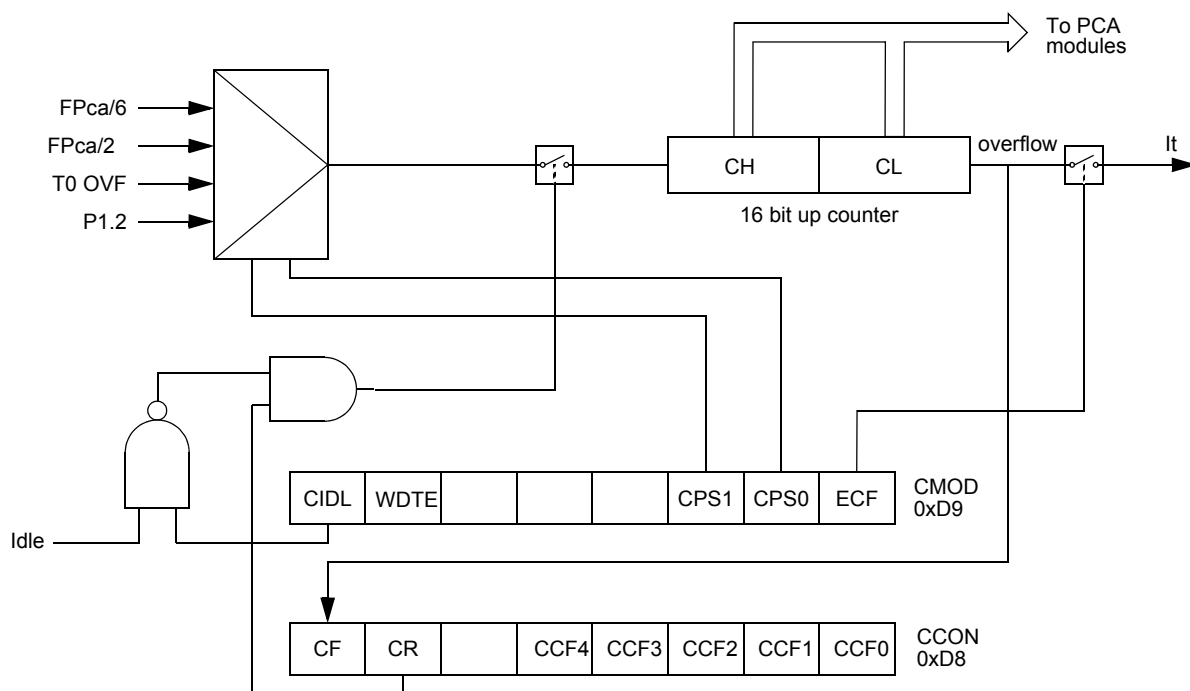 To PCA
modules
FPca/6
FPca/2
T0 OVF
P1.2
CH
CL
overflow
It
16 bit up counter
CIDL
WDTE
CPS1
CPS0
ECF
CMOD
0xD9
Idle
CF
CR
CCF4
CCF3
CCF2
CCF1
CCF0
CCON
0xD8